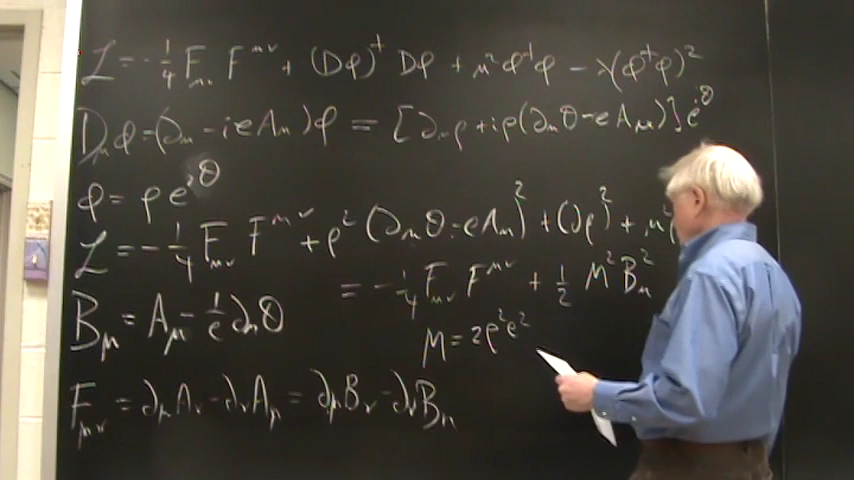 ℒ = -1/4 F_μν F^μν + (Dφ)† Dφ + μ² φ†φ - λ(φ†φ)²
D_μφ = (∂_μ - ieA_μ)φ = [∂_μρ + iρ(∂_μθ - eA_μ)] e^iθ
φ = ρe^iθ
ℒ = -1/4 F_μν F^μν + ρ²(∂_μθ - eA_μ)² + (∂ρ)² + μ²
= -1/4 F_μν F^μν + 1/2 M² B_μ²
B_μ = A_μ - 1/e ∂_μθ
M = 2ρ²e²
F_μν = ∂_μA_ν - ∂_νA_μ = ∂_μB_ν - ∂_νB_μ